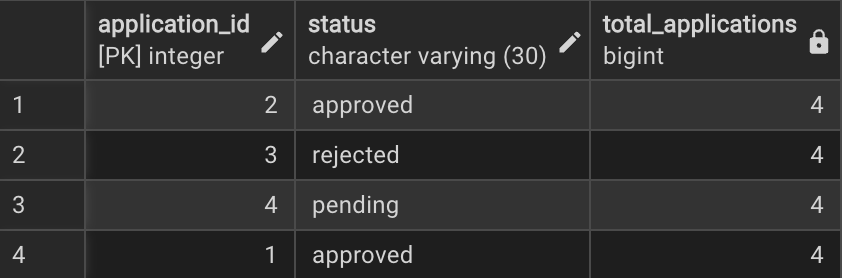 application_id status total_applications
[PK] integer character varying (30) bigint
1 2 approved 4
2 3 rejected 4
3 4 pending 4
4 1 approved 4